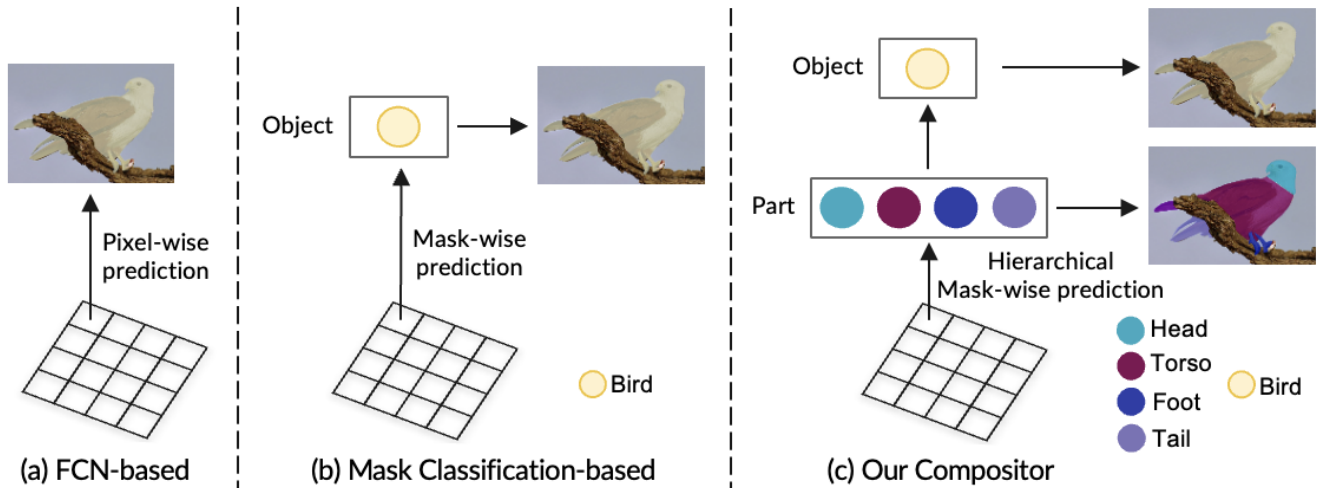 Pixel-wise
prediction
(a) FCN-based
Object
Mask-wise
prediction
Bird
(b) Mask Classification-based
Object
Part
Hierarchical
Mask-wise prediction
Head
Torso
Foot
Tail
Bird
(c) Our Compositor